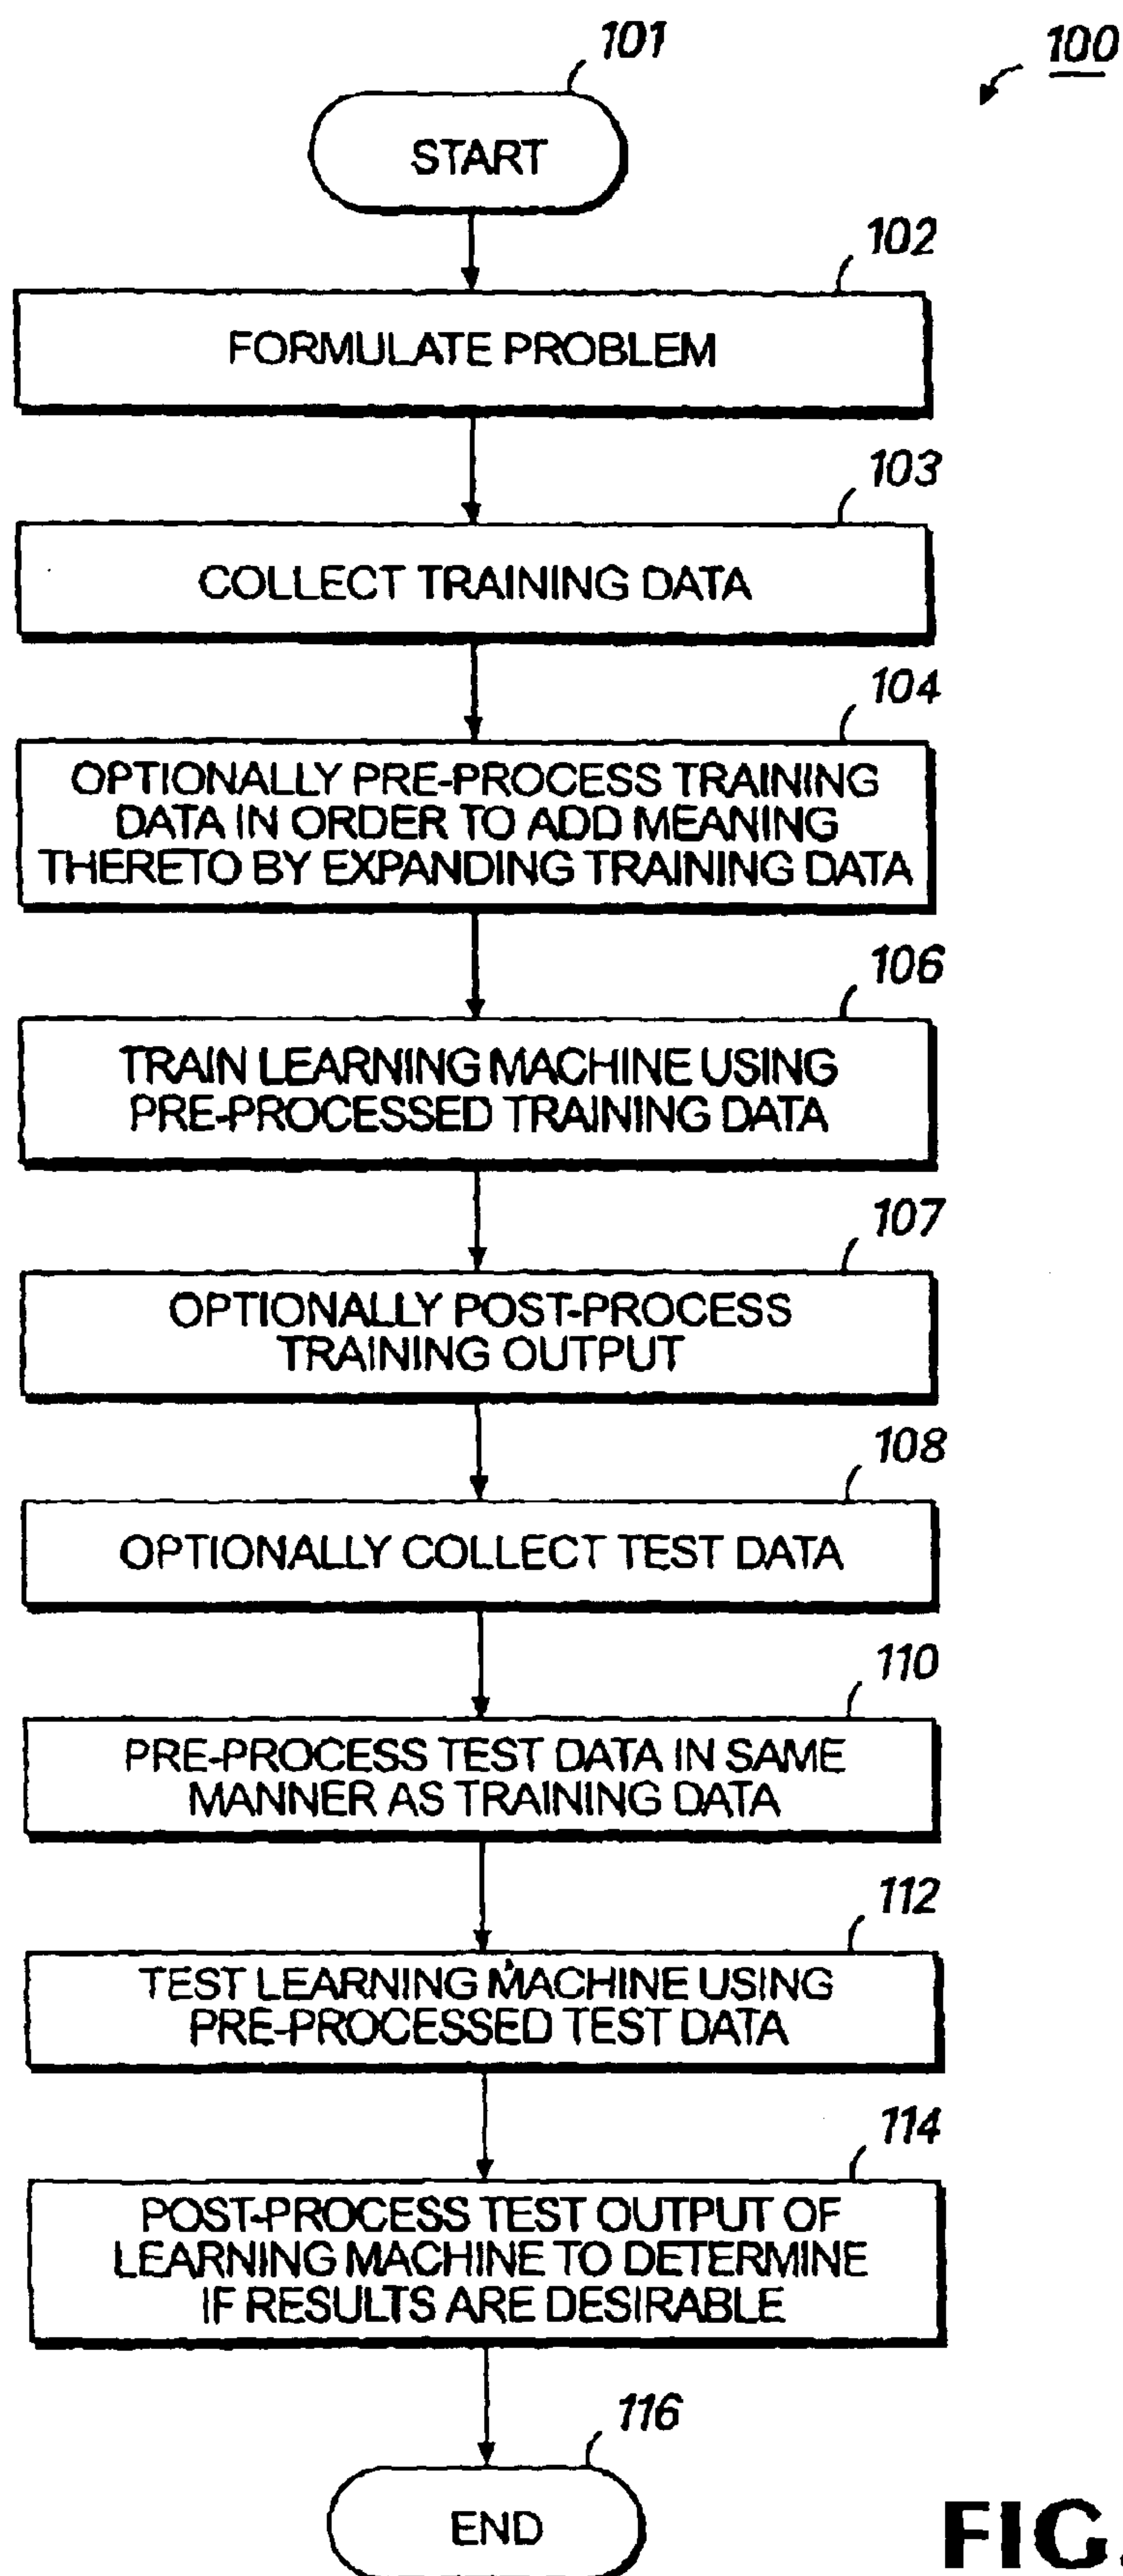 101
100
START
102
FORMULATE PROBLEM
103
COLLECT TRAINING DATA
104
OPTIONALLY PRE-PROCESS TRAINING
DATA IN ORDER TO ADD MEANING
THERETO BY EXPANDING TRAINING DATA
106
TRAIN LEARNING MACHINE USING
PRE-PROCESSED TRAINING DATA
107
OPTIONALLY POST-PROCESS
TRAINING OUTPUT
108
OPTIONALLY COLLECT TEST DATA
110
PRE-PROCESS TEST DATA IN SAME
MANNER AS TRAINING DATA
112
TEST LEARNING MACHINE USING
PRE-PROCESSED TEST DATA
114
POST-PROCESS TEST OUTPUT OF
LEARNING MACHINE TO DETERMINE
IF RESULTS ARE DESIRABLE
116
END
FIG.